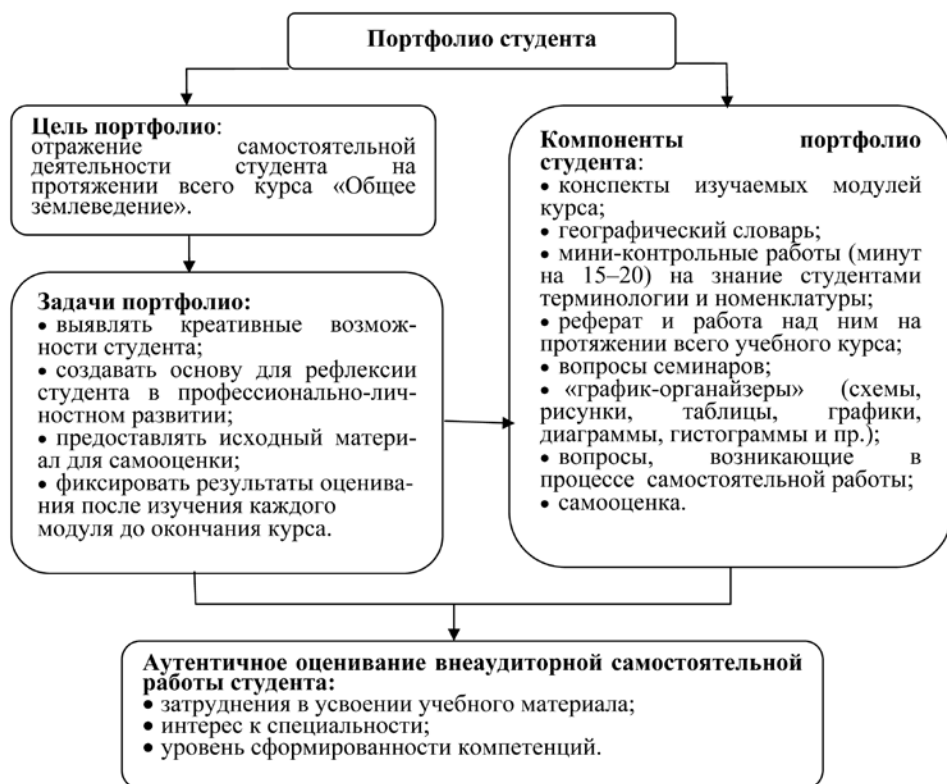 Портфолио студента
Цель портфолио:
отражение самостоятельной
деятельности студента на
протяжении всего курса «Общее
землеведение».
Задачи портфолио:
• выявлять креативные возмож-
ности студента;
• создавать основу для рефлексии
студента в профессионально-лич-
ностном развитии;
• предоставлять исходный матери-
ал для самооценки;
• фиксировать результаты оценива-
ния после изучения каждого
модуля до окончания курса.
Компоненты портфолио
студента:
• конспекты изучаемых модулей
курса;
• географический словарь;
• мини-контрольные работы (минут
на 15–20) на знание студентами
терминологии и номенклатуры;
• реферат и работа над ним на
протяжении всего учебного курса;
• вопросы семинаров;
• «график-органайзеры» (схемы,
рисунки, таблицы, графики,
диаграммы, гистограммы и пр.);
• вопросы, возникающие в
процессе самостоятельной работы;
• самооценка.
Аутентичное оценивание внеаудиторной самостоятельной
работы студента:
• затруднения в усвоении учебного материала;
• интерес к специальности;
• уровень сформированности компетенций.